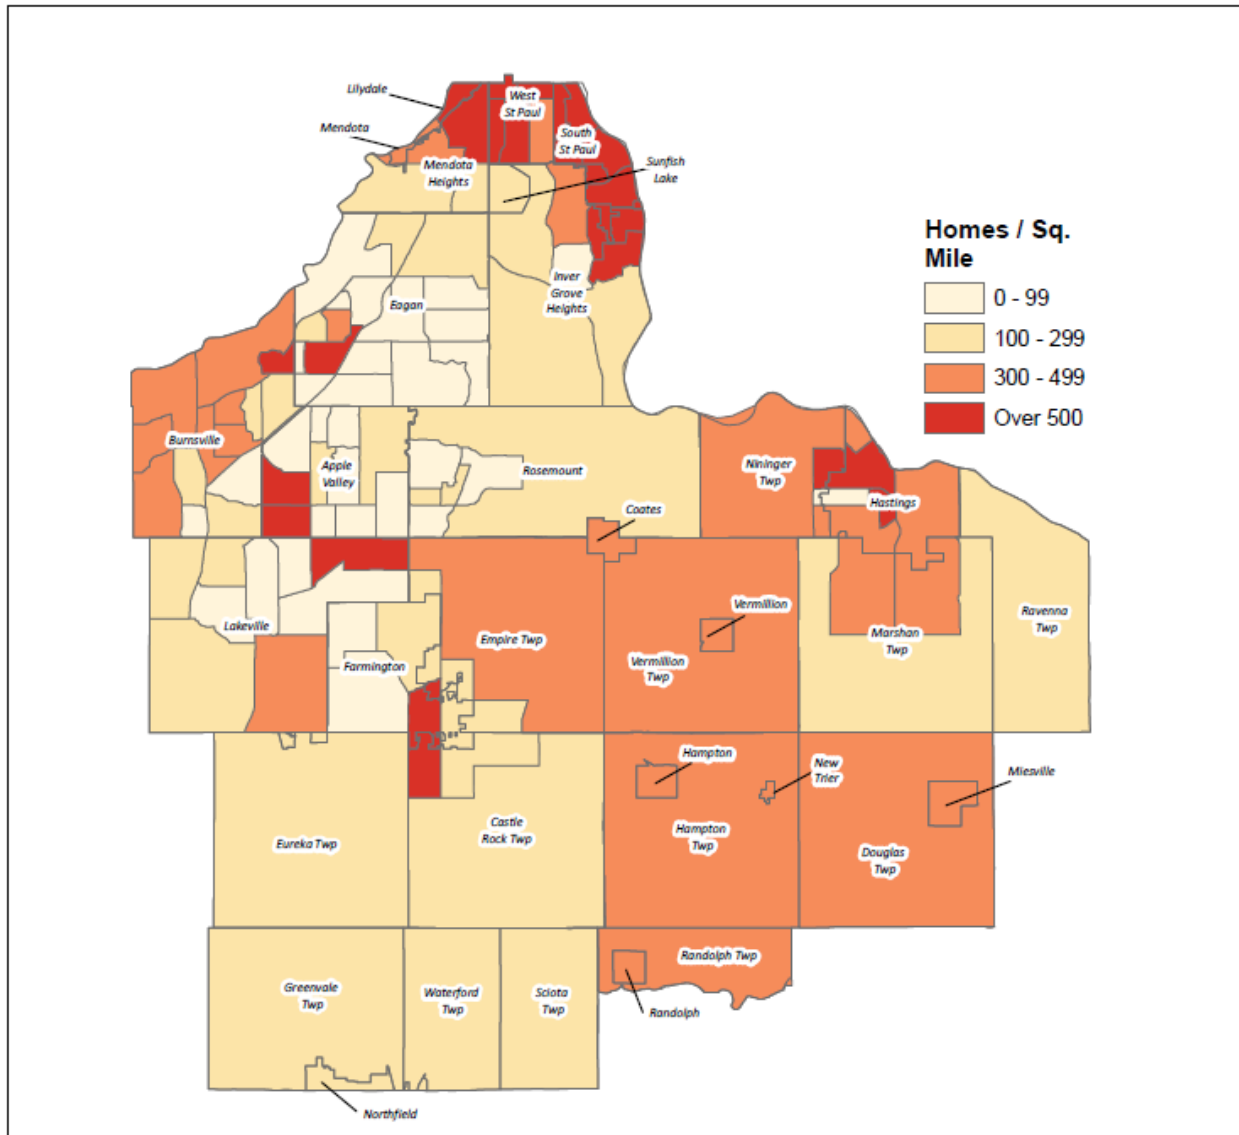 Lilydale
West
St Paul
Mendota
South
St Paul
Sunfish
Lake
Mendota
Heights
Homes / Sq.
Mile
0 - 99
100 - 299
300 - 499
Over 500
Inver
Grove
Heights
Eagan
Burnsville
Apple
Valley
Rosemount
Nininger
Twp
Hastings
Coates
Lakeville
Farmington
Empire Twp
Vermillion
Vermillion
Twp
Marshan
Twp
Ravenna
Twp
Hampton
New
Trier
Miesville
Eureka Twp
Castle
Rock Twp
Hampton
Twp
Douglas
Twp
Randolph Twp
Greenvale
Twp
Waterford
Twp
Sciota
Twp
Randolph
Northfield